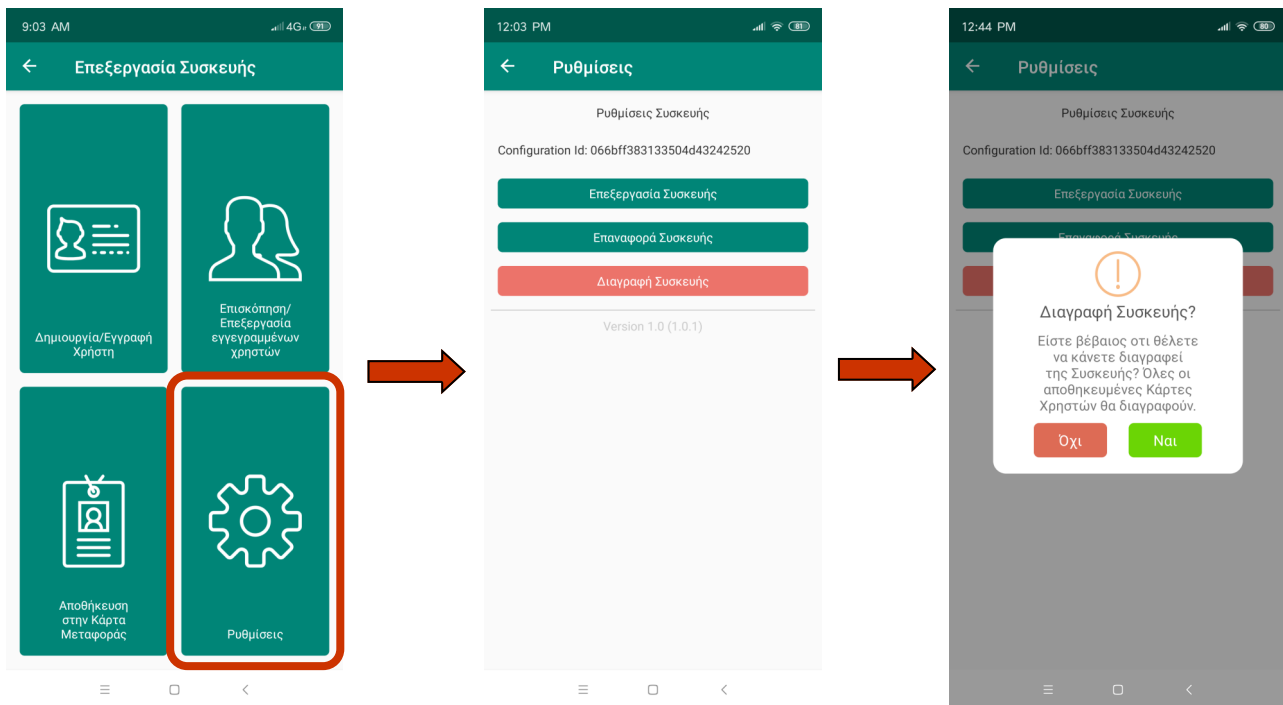 9:03 AM
4G
91
Επεξεργασία Συσκευής
Δημιουργία/Εγγραφή
Χρήστη
Επισκόπηση/
Επεξεργασία
εγγεγραμμένων
χρηστών
Αποθήκευση
στην Κάρτα
Μεταφοράς
Ρυθμίσεις
12:03 PM
81
Ρυθμίσεις
Ρυθμίσεις Συσκευής
Configuration Id: 066bff383133504d43242520
Επεξεργασία Συσκευής
Επαναφορά Συσκευής
Διαγραφή Συσκευής
Version 1.0 (1.0.1)
12:44 PM
80
Ρυθμίσεις
Ρυθμίσεις Συσκευής
Configuration Id: 066bff383133504d43242520
Επεξεργασία Συσκευής
Επαναφορά Συσκευής
Διαγραφή Συσκευής?
Είστε βέβαιος οτι θέλετε
να κάνετε διαγραφεί
της Συσκευής? Όλες οι
αποθηκευμένες Κάρτες
Χρηστών θα διαγραφούν.
Όχι
Ναι